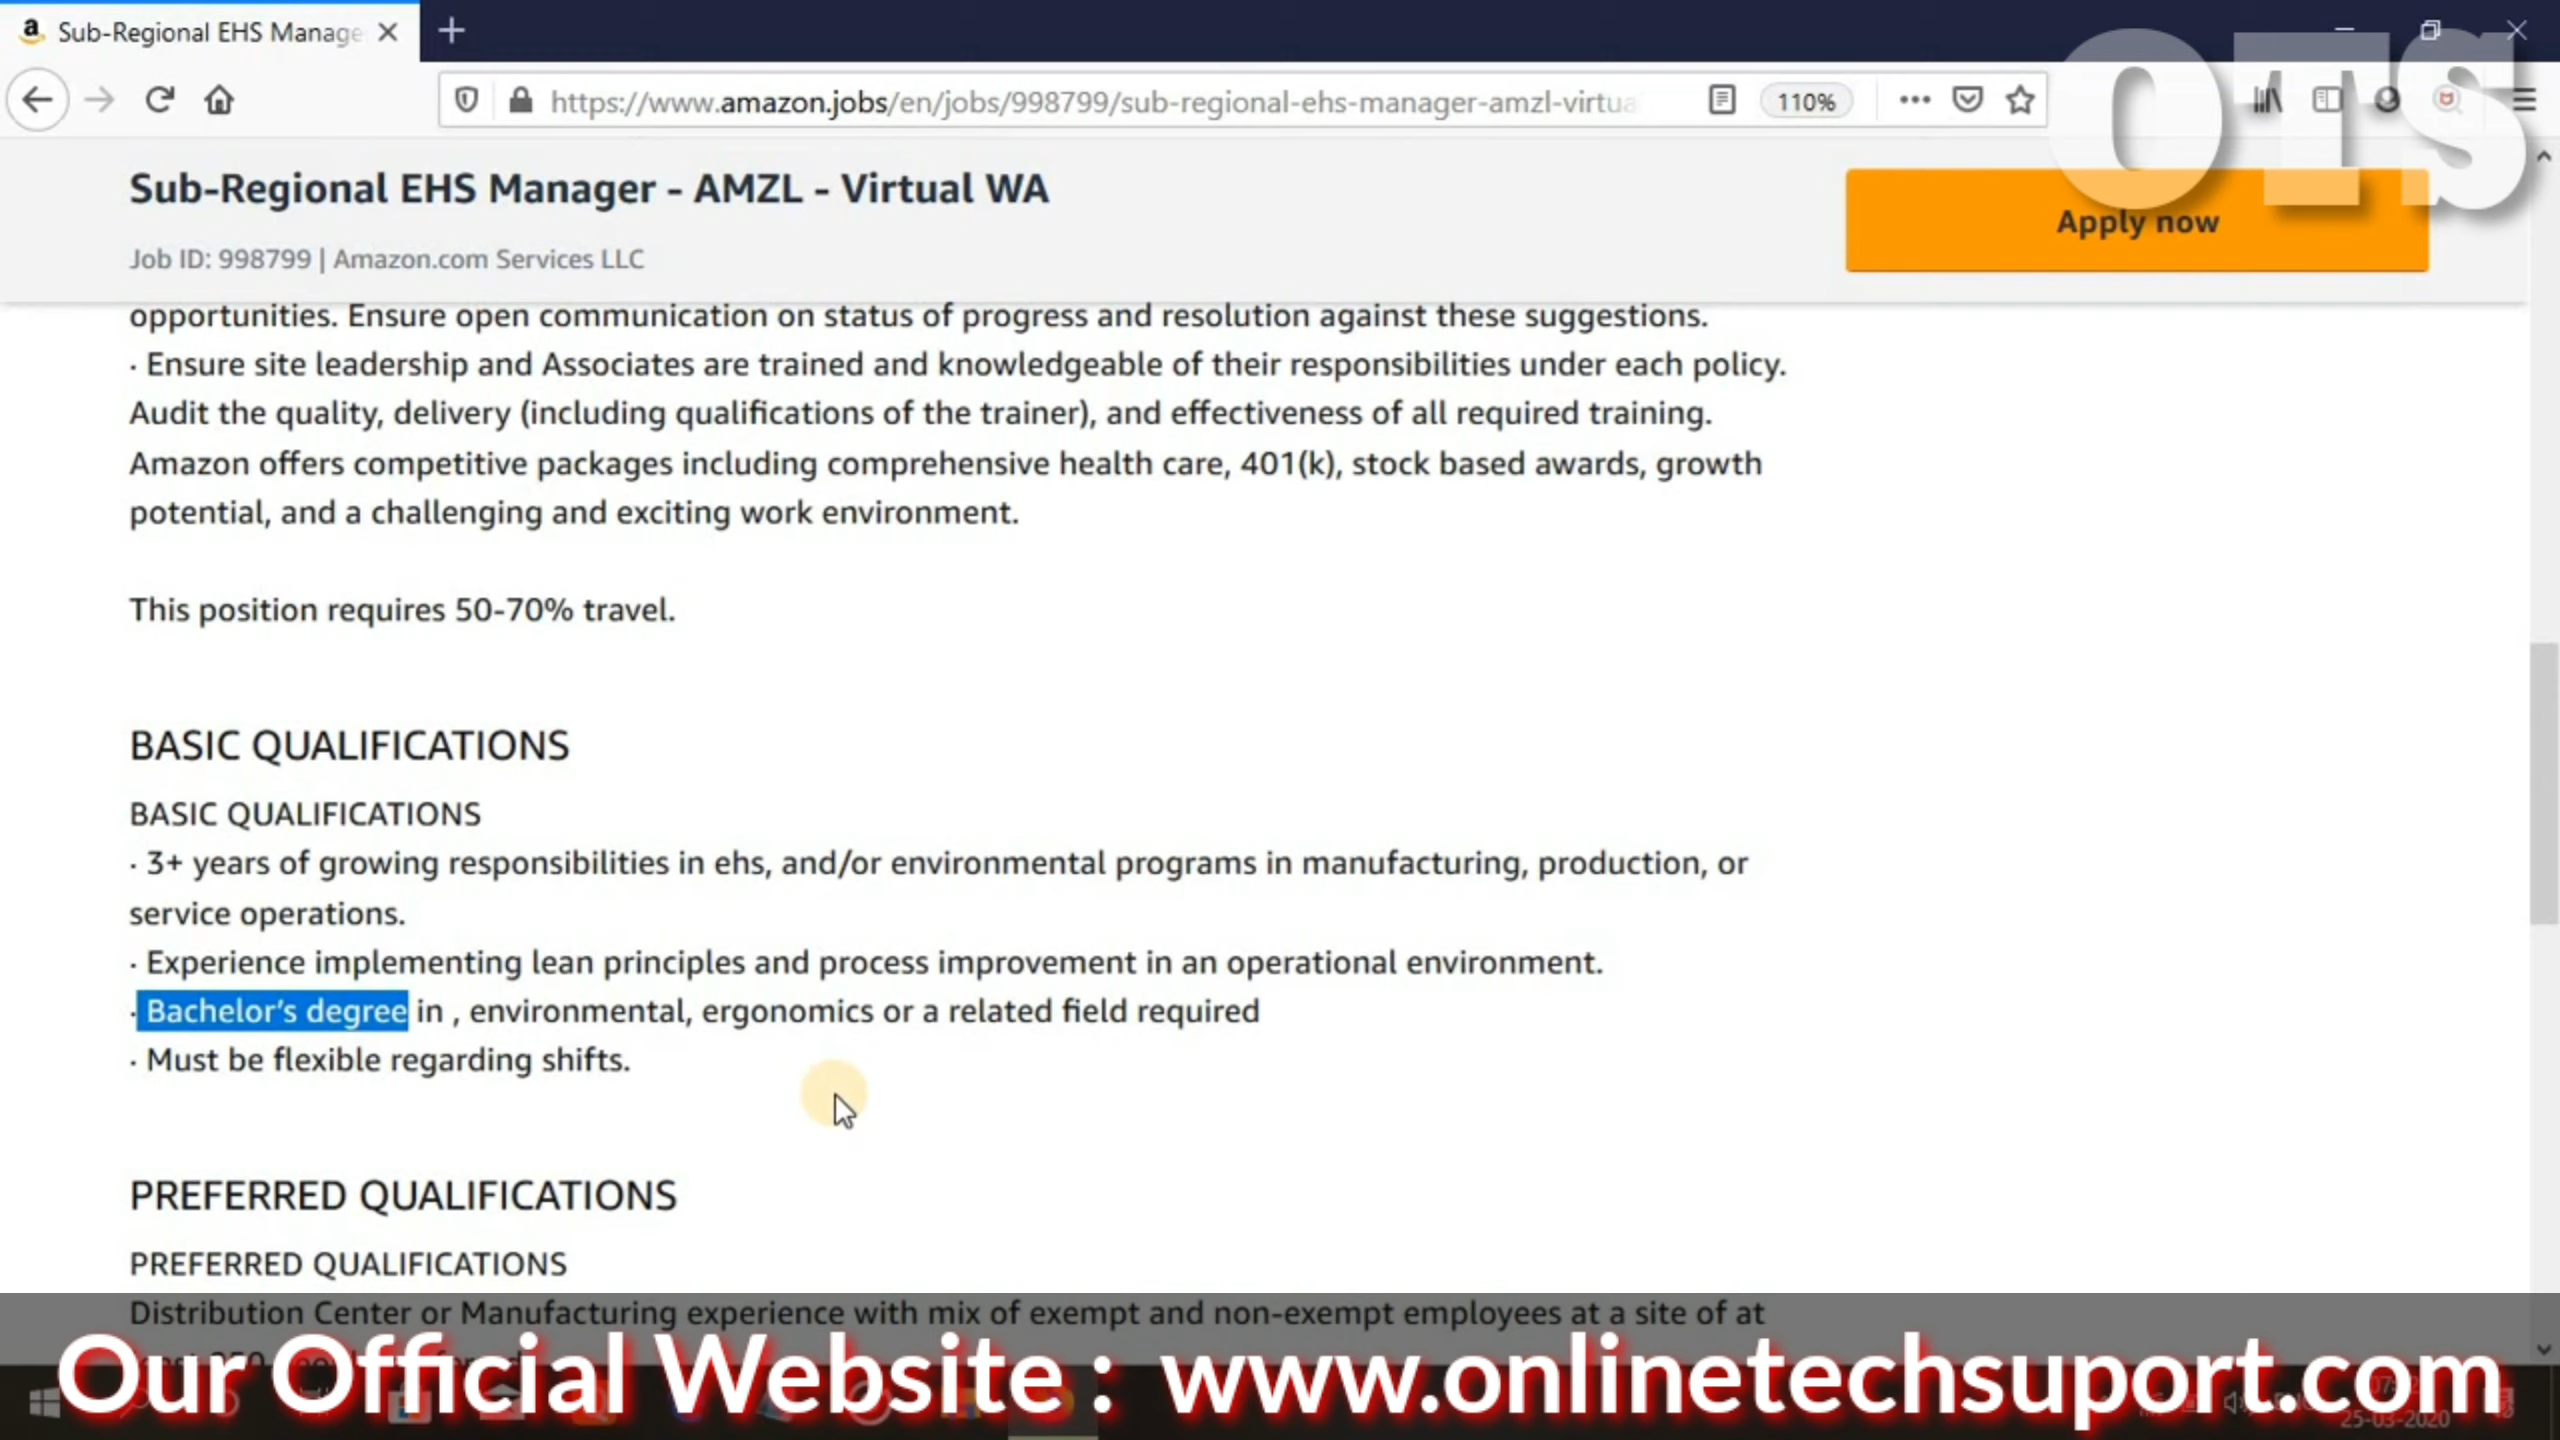 Sub-Regional EHS Manage
https://www.amazon.jobs/en/jobs/998799/sub-regional-ehs-manager-amzl-virtua
110%
OTS
Sub-Regional EHS Manager - AMZL - Virtual WA
Apply now
Job ID: 998799 | Amazon.com Services LLC
opportunities. Ensure open communication on status of progress and resolution against these suggestions.
· Ensure site leadership and Associates are trained and knowledgeable of their responsibilities under each policy.
Audit the quality, delivery (including qualifications of the trainer), and effectiveness of all required training.
Amazon offers competitive packages including comprehensive health care, 401(k), stock based awards, growth
potential, and a challenging and exciting work environment.
This position requires 50-70% travel.
BASIC QUALIFICATIONS
BASIC QUALIFICATIONS
· 3+ years of growing responsibilities in ehs, and/or environmental programs in manufacturing, production, or
service operations.
· Experience implementing lean principles and process improvement in an operational environment.
· Bachelor's degree in , environmental, ergonomics or a related field required
· Must be flexible regarding shifts.
PREFERRED QUALIFICATIONS
PREFERRED QUALIFICATIONS
Distribution Center or Manufacturing experience with mix of exempt and non-exempt employees at a site of at
Our Official Website : www.onlinetechsuport.com
25-03-2020